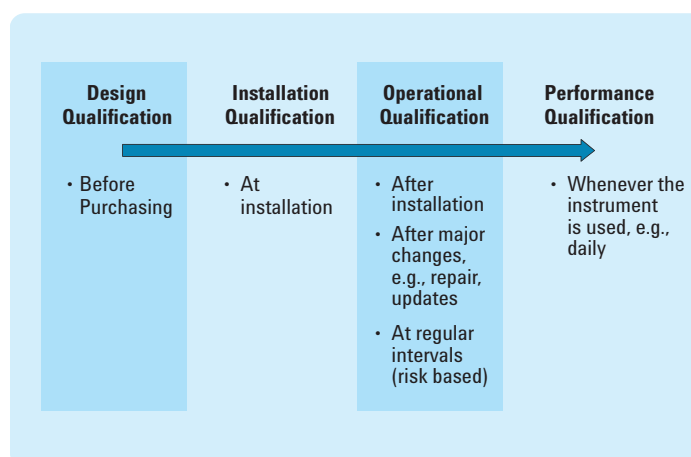 Design
Qualification
Installation
Qualification
Operational
Qualification
Performance
Qualification
• Before
Purchasing
• At
installation
• After
installation
• After major
changes,
e.g., repair,
updates
• At regular
intervals
(risk based)
• Whenever the
instrument
is used, e.g.,
daily